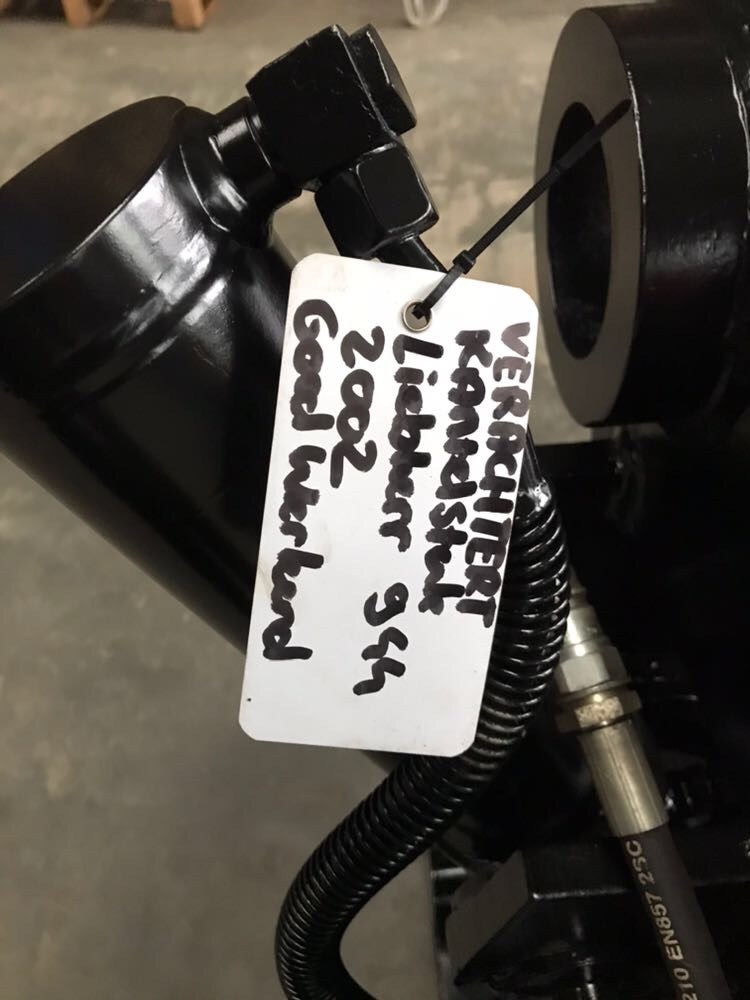 VERACHTERT
Kantelstuk
Liebherr 944
2002
Goed Werkend
210 EN857 2SC